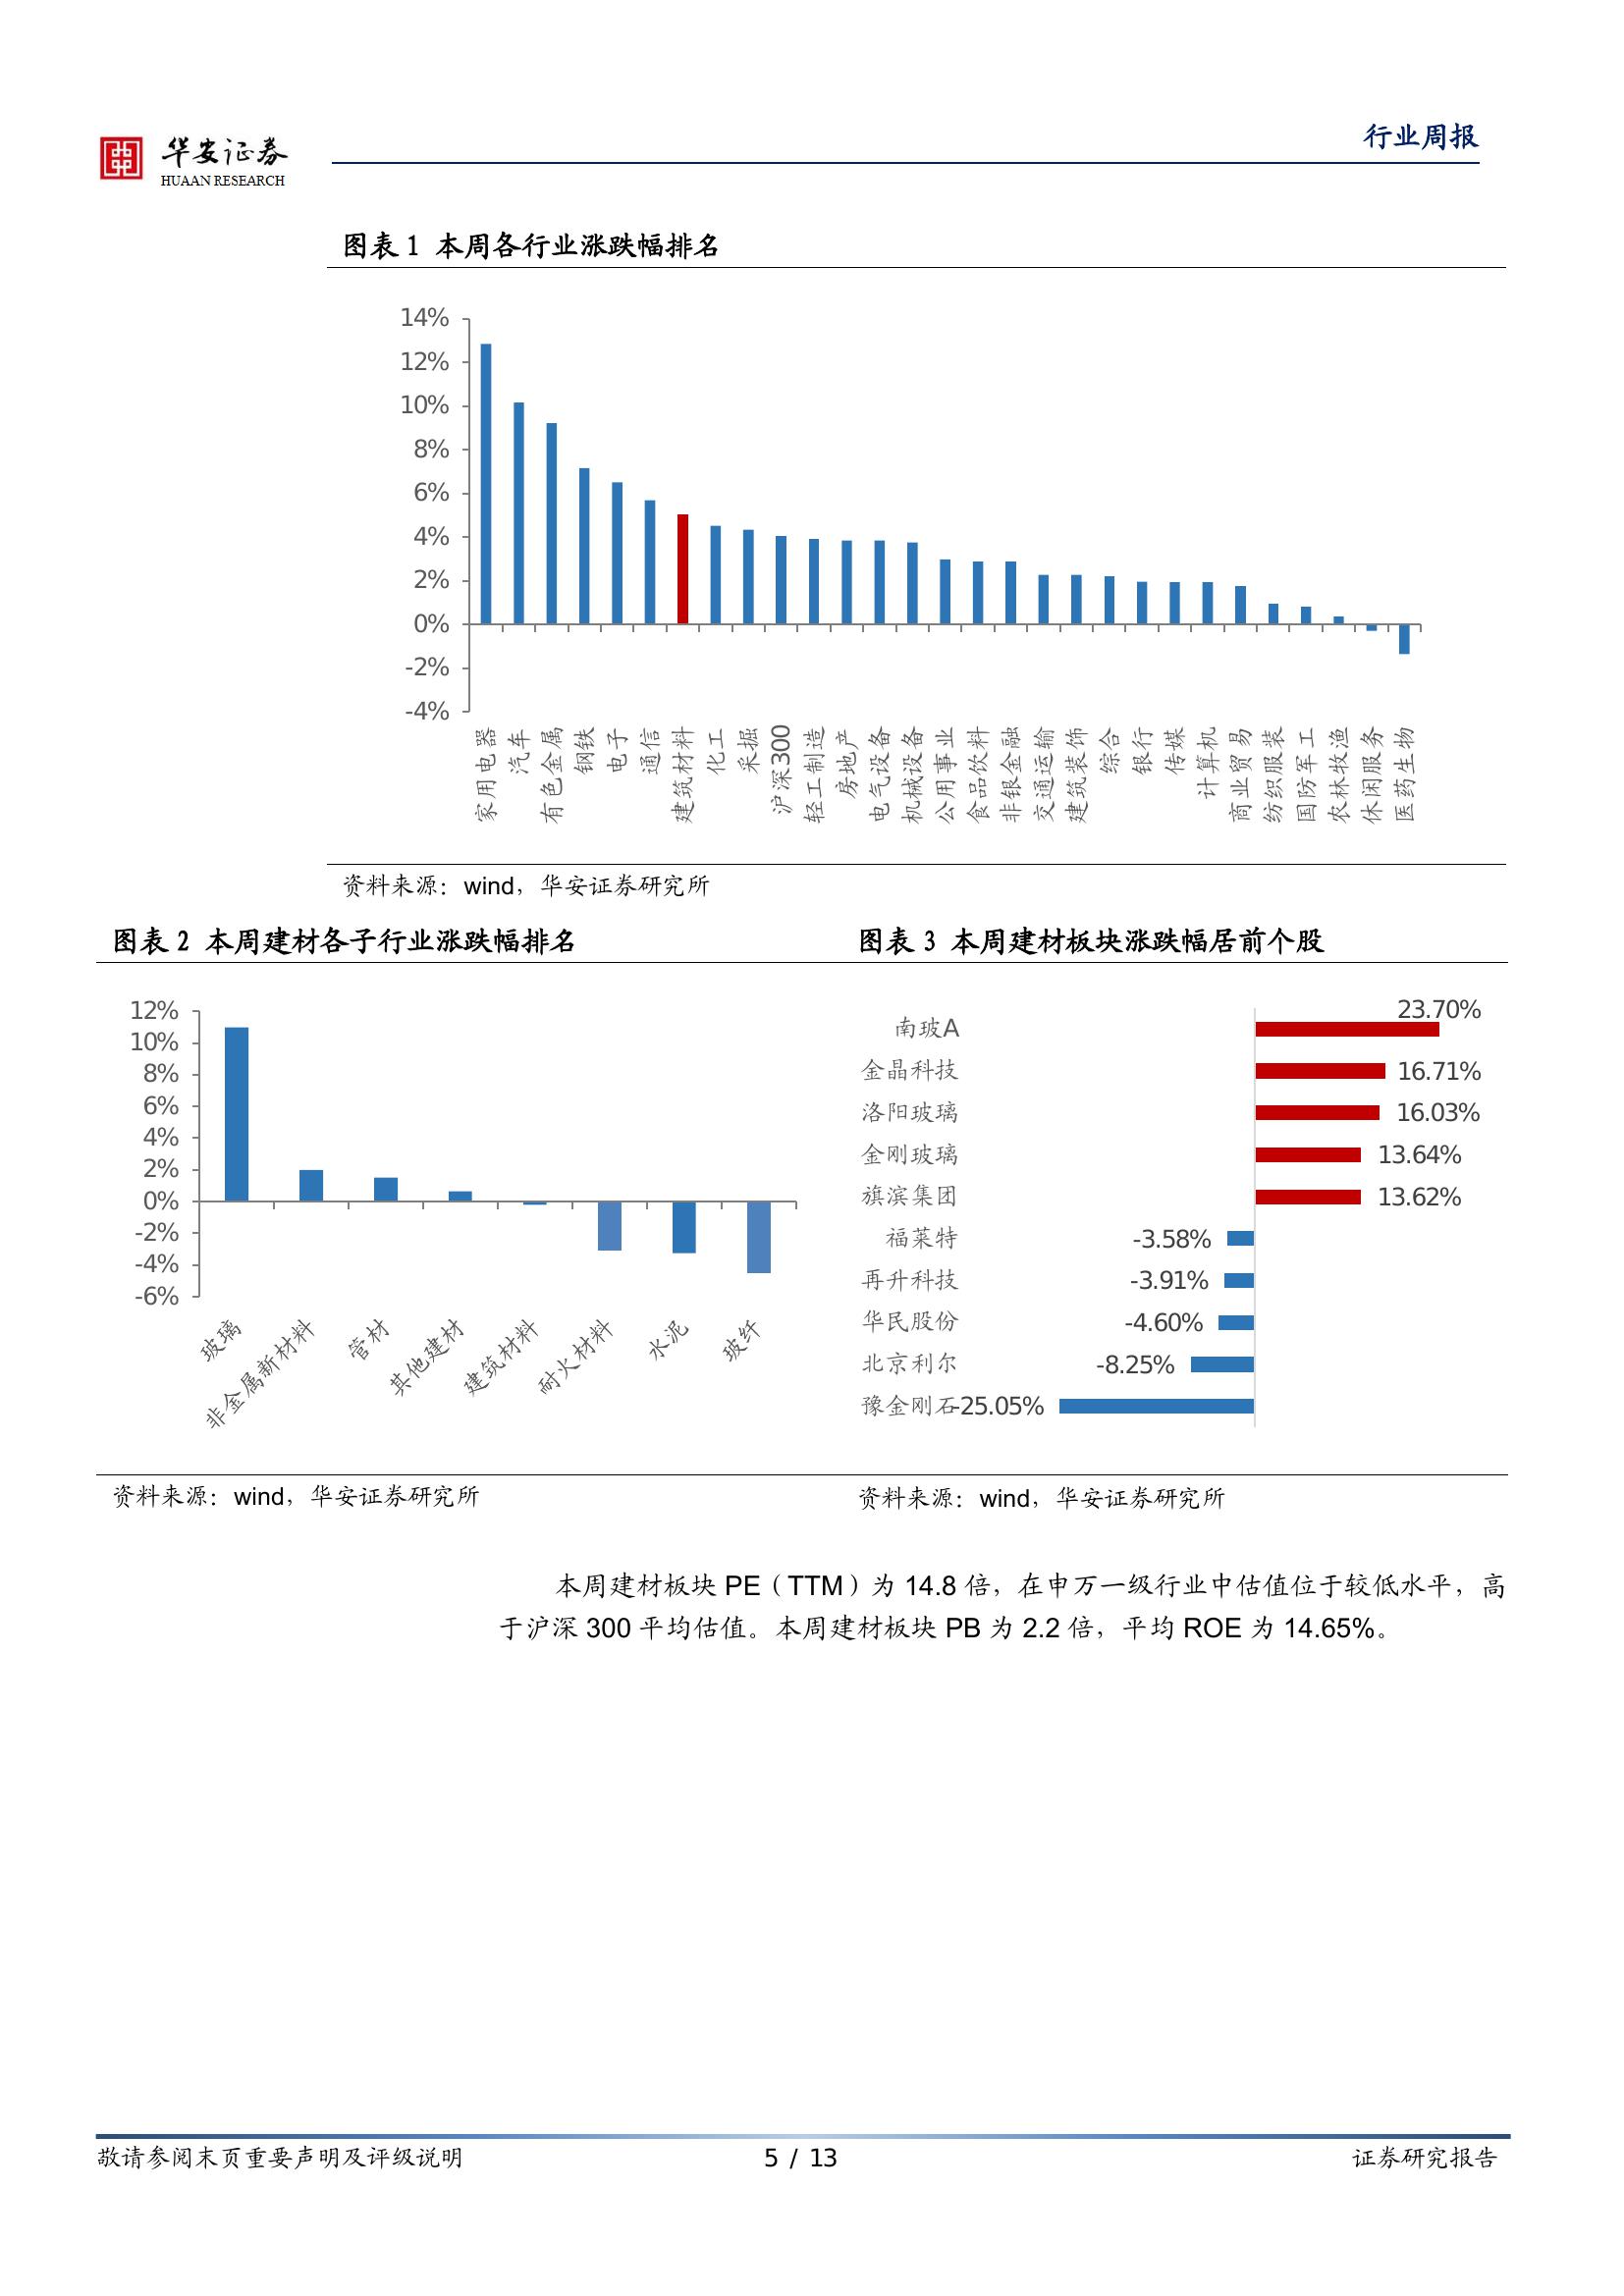 华安证券
HUAAN RESEARCH
行业周报
图表 1 本周各行业涨跌幅排名
14%
12%
10%
8%
6%
4%
2%
0%
-2%
-4%
家用电器
汽车
有色金属
钢铁
电子
通信
建筑材料
化工
采掘
沪深300
轻工制造
房地产
电气设备
机械设备
公用事业
食品饮料
非银金融
交通运输
建筑装饰
综合
银行
传媒
计算机
商业贸易
纺织服装
国防军工
农林牧渔
休闲服务
医药生物
资料来源：wind，华安证券研究所
图表 2 本周建材各子行业涨跌幅排名
12%
10%
8%
6%
4%
2%
0%
-2%
-4%
-6%
玻璃
非金属新材料
管材
其他建材
建筑材料
耐火材料
水泥
玻纤
资料来源：wind，华安证券研究所
图表 3 本周建材板块涨跌幅居前个股
南玻A 23.70%
金晶科技 16.71%
洛阳玻璃 16.03%
金刚玻璃 13.64%
旗滨集团 13.62%
福莱特 -3.58%
再升科技 -3.91%
华民股份 -4.60%
北京利尔 -8.25%
豫金刚石 -25.05%
资料来源：wind，华安证券研究所
本周建材板块 PE（TTM）为 14.8 倍，在申万一级行业中估值位于较低水平，高
于沪深 300 平均估值。本周建材板块 PB 为 2.2 倍，平均 ROE 为 14.65%。
敬请参阅末页重要声明及评级说明
5 / 13
证券研究报告